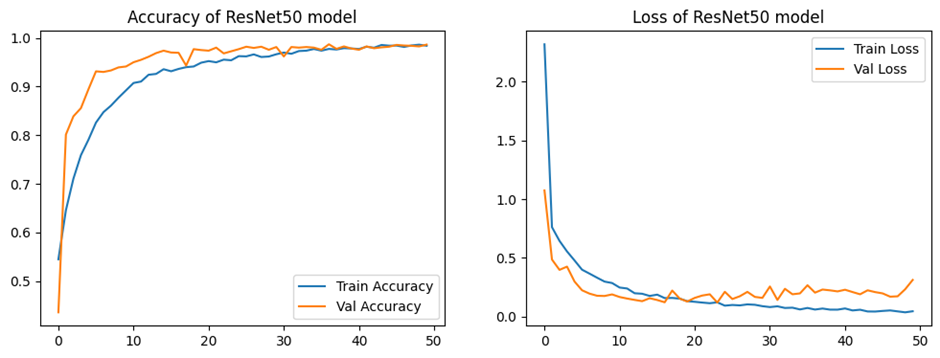 Accuracy of ResNet50 model
1.0
0.9
0.8
0.7
0.6
0.5
Train Accuracy
Val Accuracy
0 10 20 30 40 50
Loss of ResNet50 model
Train Loss
Val Loss
2.0
1.5
1.0
0.5
0.0
0 10 20 30 40 50